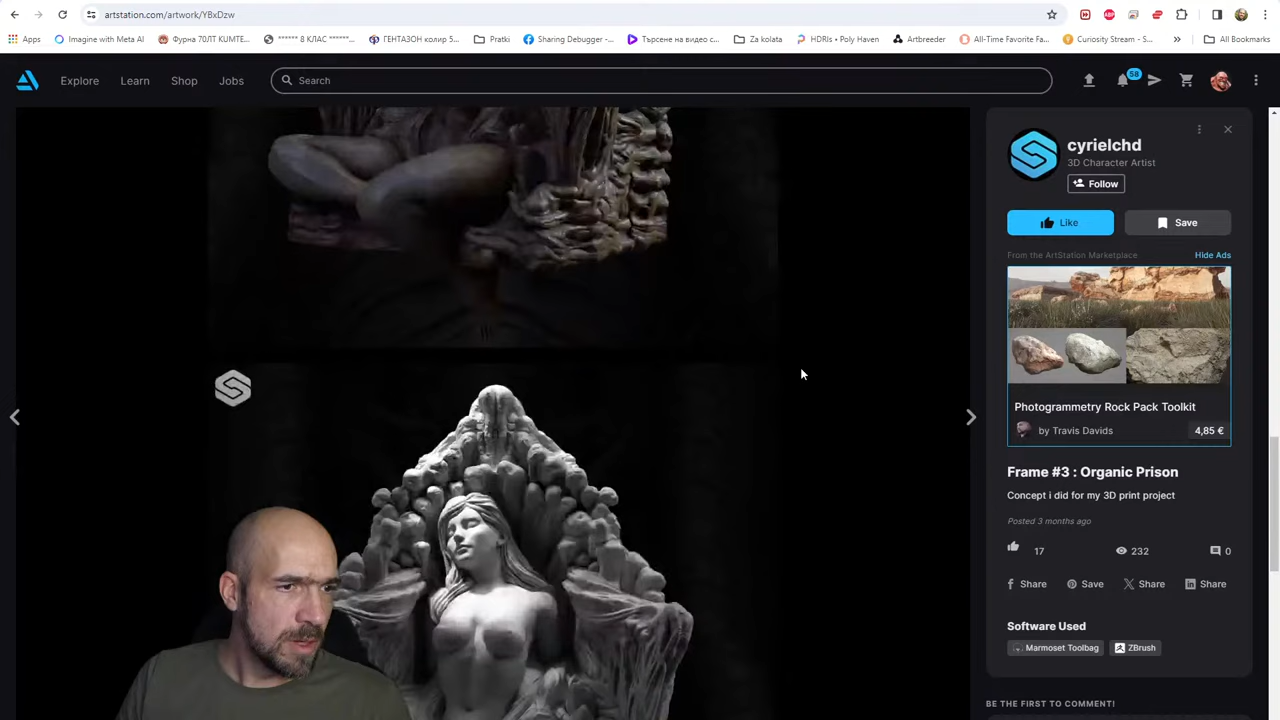 artstation.com/artwork/YBxDzw
Apps
Imagine with Meta AI
Фурна 70ЛТ KUMTE...
****** 8 КЛАС ******...
ГЕНТАЗОН колир 5...
Pratki
Sharing Debugger -...
Търсене на видео с...
Za kolata
HDRIs • Poly Haven
Artbreeder
All-Time Favorite Fa...
Curiosity Stream - S...
»
All Bookmarks
Explore
Learn
Shop
Jobs
Search
58
cyrielchd
3D Character Artist
Follow
Like
Save
From the ArtStation Marketplace
Hide Ads
Photogrammetry Rock Pack Toolkit
by Travis Davids
4,85 €
Frame #3 : Organic Prison
Concept i did for my 3D print project
Posted 3 months ago
17
232
0
Share
Save
Share
Share
Software Used
Marmoset Toolbag
ZBrush
BE THE FIRST TO COMMENT!